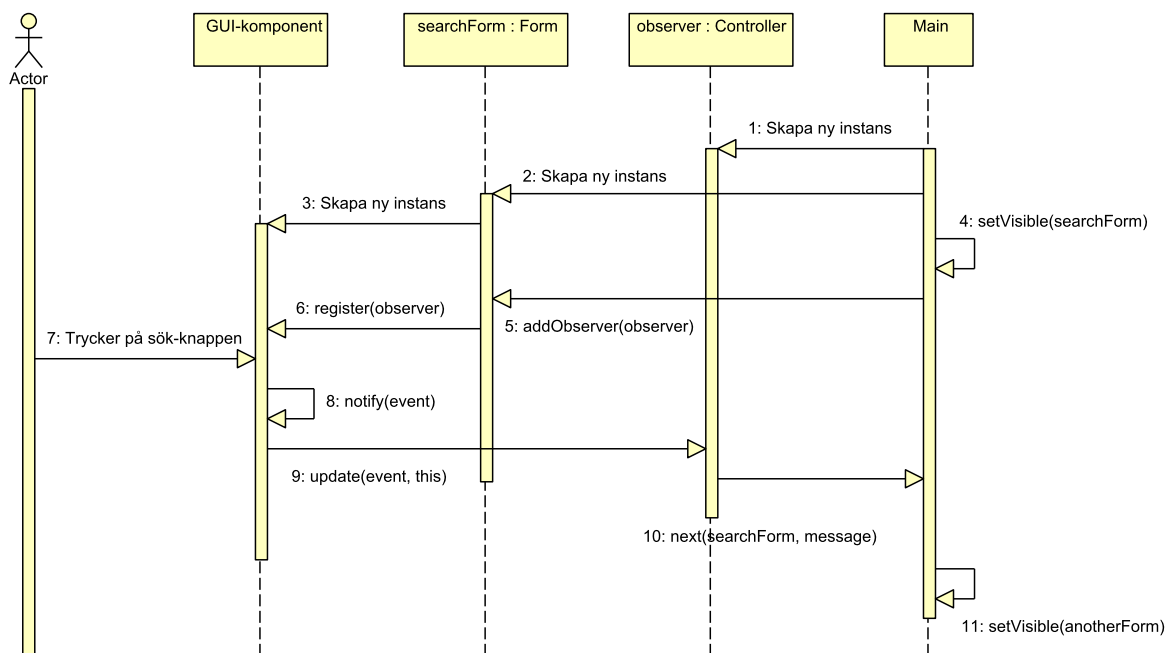 GUI-komponent
searchForm : Form
observer : Controller
Main
Actor
1: Skapa ny instans
2: Skapa ny instans
3: Skapa ny instans
4: setVisible(searchForm)
5: addObserver(observer)
6: register(observer)
7: Trycker på sök-knappen
8: notify(event)
9: update(event, this)
10: next(searchForm, message)
11: setVisible(anotherForm)